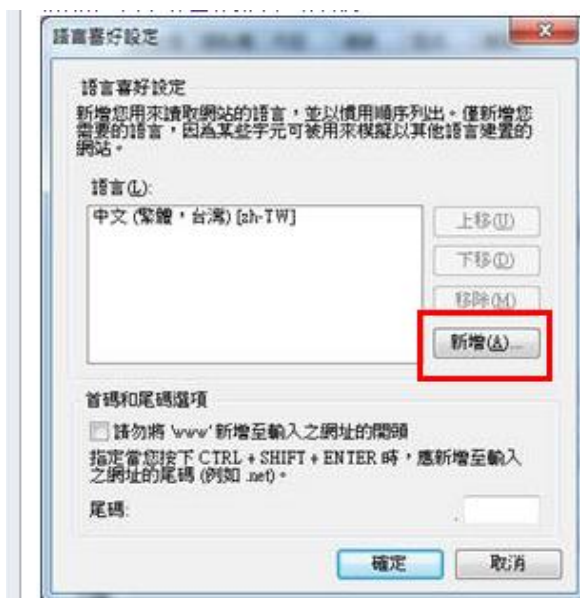 語言喜好設定
語言喜好設定
新增您用來讀取網站的語言，並以慣用順序列出。僅新增您
需要的語言，因為某些字元可被用來模擬以其他語言建置的
網站。
語言(L):
中文 (繁體，台灣) [zh-TW]
上移(U)
下移(D)
移除(M)
新增(A)...
首碼和尾碼選項
請勿將 'www' 新增至輸入之網址的開頭
指定當您按下 CTRL + SHIFT + ENTER 時，應新增至輸入
之網址的尾碼 (例如 .net)。
尾碼:
.
確定
取消